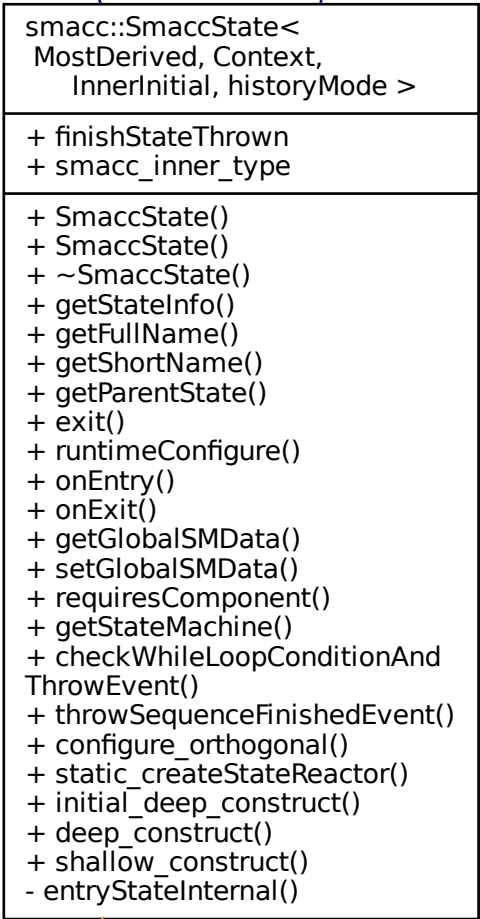 smacc::SmaccState<
MostDerived, Context,
InnerInitial, historyMode >
+ finishStateThrown
+ smacc_inner_type
+ SmaccState()
+ SmaccState()
+ ~SmaccState()
+ getStateInfo()
+ getFullName()
+ getShortName()
+ getParentState()
+ exit()
+ runtimeConfigure()
+ onEntry()
+ onExit()
+ getGlobalSMData()
+ setGlobalSMData()
+ requiresComponent()
+ getStateMachine()
+ checkWhileLoopConditionAnd
ThrowEvent()
+ throwSequenceFinishedEvent()
+ configure_orthogonal()
+ static_createStateReactor()
+ initial_deep_construct()
+ deep_construct()
+ shallow_construct()
- entryStateInternal()